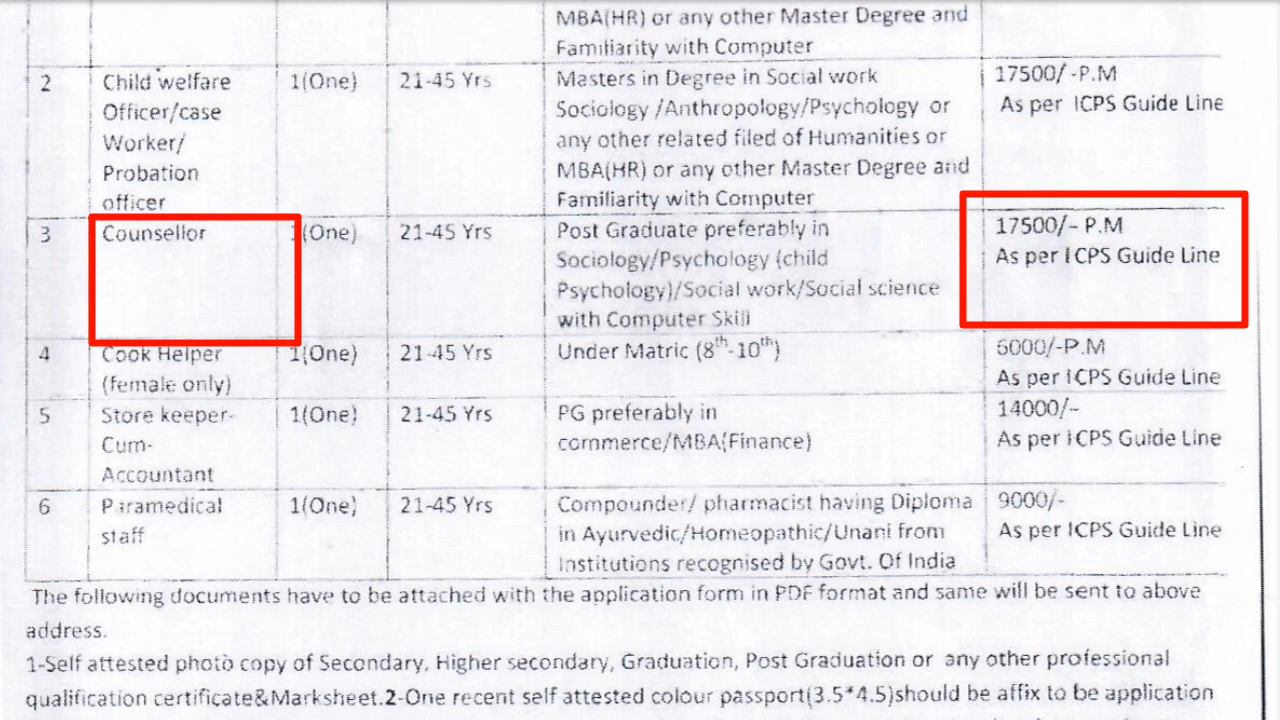 MBA(HR) or any other Master Degree and
Familiarity with Computer
2 Child welfare 1(One) 21-45 Yrs Masters in Degree in Social work 17500/-P.M
Officer/case Sociology /Anthropology/Psychology or As per ICPS Guide Line
Worker/ any other related filed of Humanities or
Probation MBA(HR) or any other Master Degree and
officer Familiarity with Computer
3 Counsellor 1(One) 21-45 Yrs Post Graduate preferably in 17500/- P.M
Sociology/Psychology (child As per ICPS Guide Line
Psychology)/Social work/Social science
with Computer Skill
4 Cook Helper 1(One) 21-45 Yrs Under Matric (8th-10th) 6000/-P.M
(female only) As per ICPS Guide Line
5 Store keeper- 1(One) 21-45 Yrs PG preferably in 14000/-
Cum- commerce/MBA(Finance) As per ICPS Guide Line
Accountant
6 Paramedical 1(One) 21-45 Yrs Compounder/ pharmacist having Diploma 9000/-
staff in Ayurvedic/Homeopathic/Unani from As per ICPS Guide Line
Institutions recognised by Govt. Of India
The following documents have to be attached with the application form in PDF format and same will be sent to above
address.
1-Self attested photo copy of Secondary, Higher secondary, Graduation, Post Graduation or any other professional
qualification certificate&Marksheet.2-One recent self attested colour passport(3.5*4.5)should be affix to be application